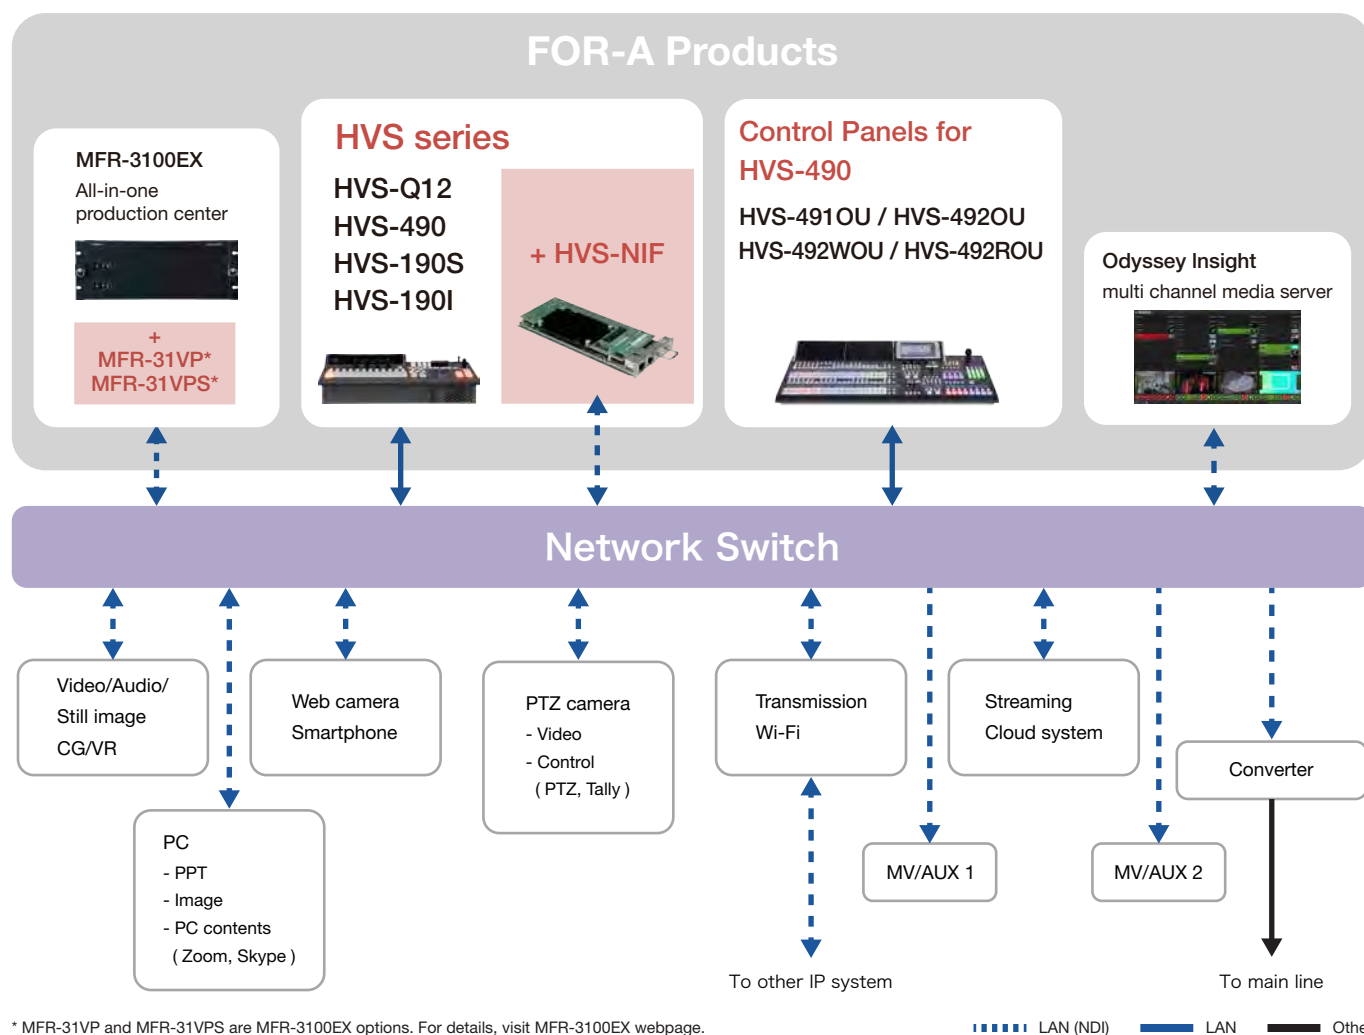 FOR-A Products
MFR-3100EX
All-in-one
production center
+
MFR-31VP*
MFR-31VPS*
HVS series
HVS-Q12
HVS-490
HVS-190S
HVS-190I
+ HVS-NIF
Control Panels for
HVS-490
HVS-491OU / HVS-492OU
HVS-492WOU / HVS-492ROU
Odyssey Insight
multi channel media server
Network Switch
Video/Audio/
Still image
CG/VR
Web camera
Smartphone
PTZ camera
- Video
- Control
( PTZ, Tally )
Transmission
Wi-Fi
Streaming
Cloud system
Converter
PC
- PPT
- Image
- PC contents
( Zoom, Skype )
MV/AUX 1
MV/AUX 2
To other IP system
To main line
* MFR-31VP and MFR-31VPS are MFR-3100EX options. For details, visit MFR-3100EX webpage.
LAN (NDI)
LAN
Othe